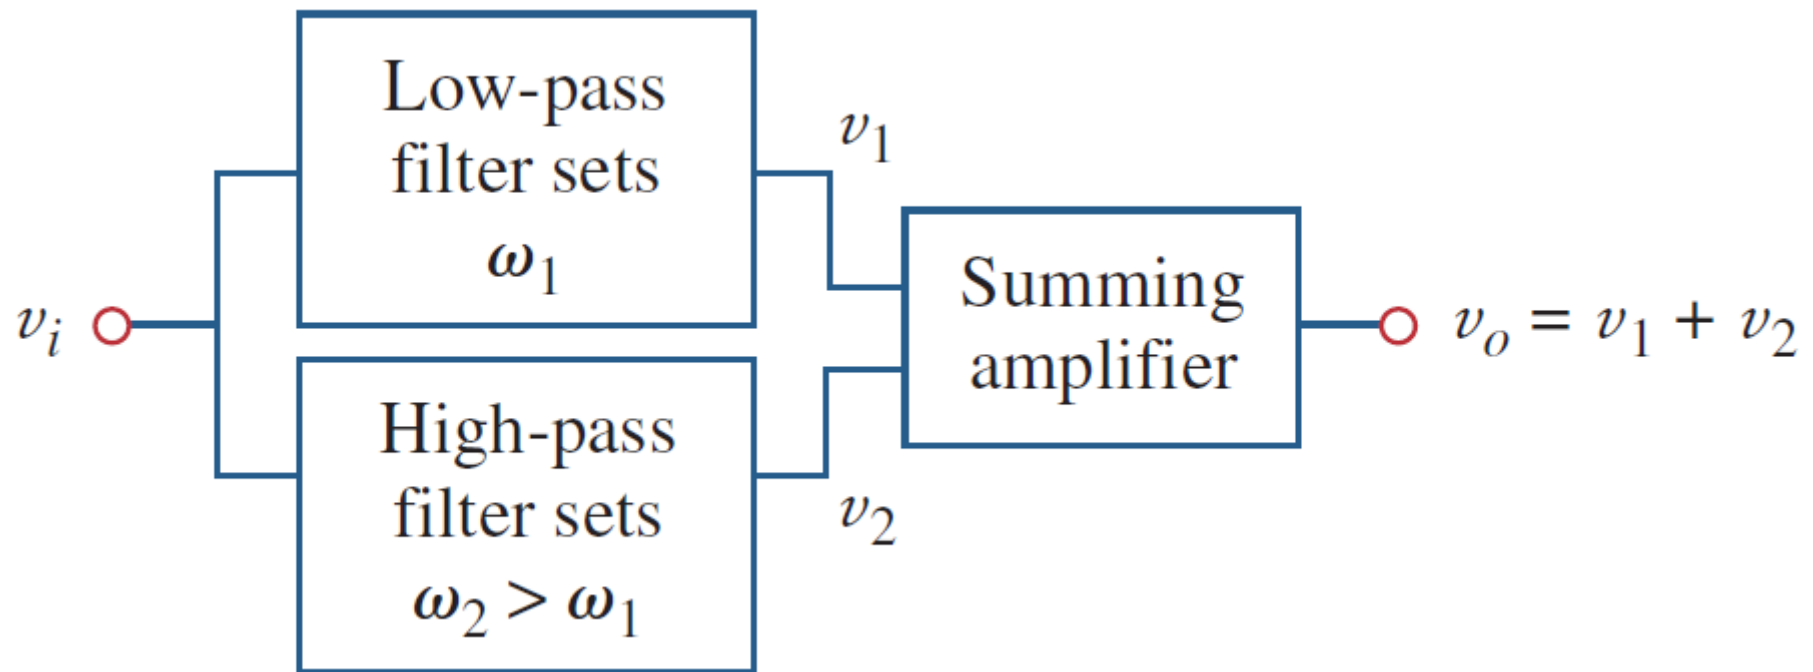 Low-pass
filter sets
ω₁
v₁
vᵢ
High-pass
filter sets
ω₂ > ω₁
v₂
Summing
amplifier
vₒ = v₁ + v₂